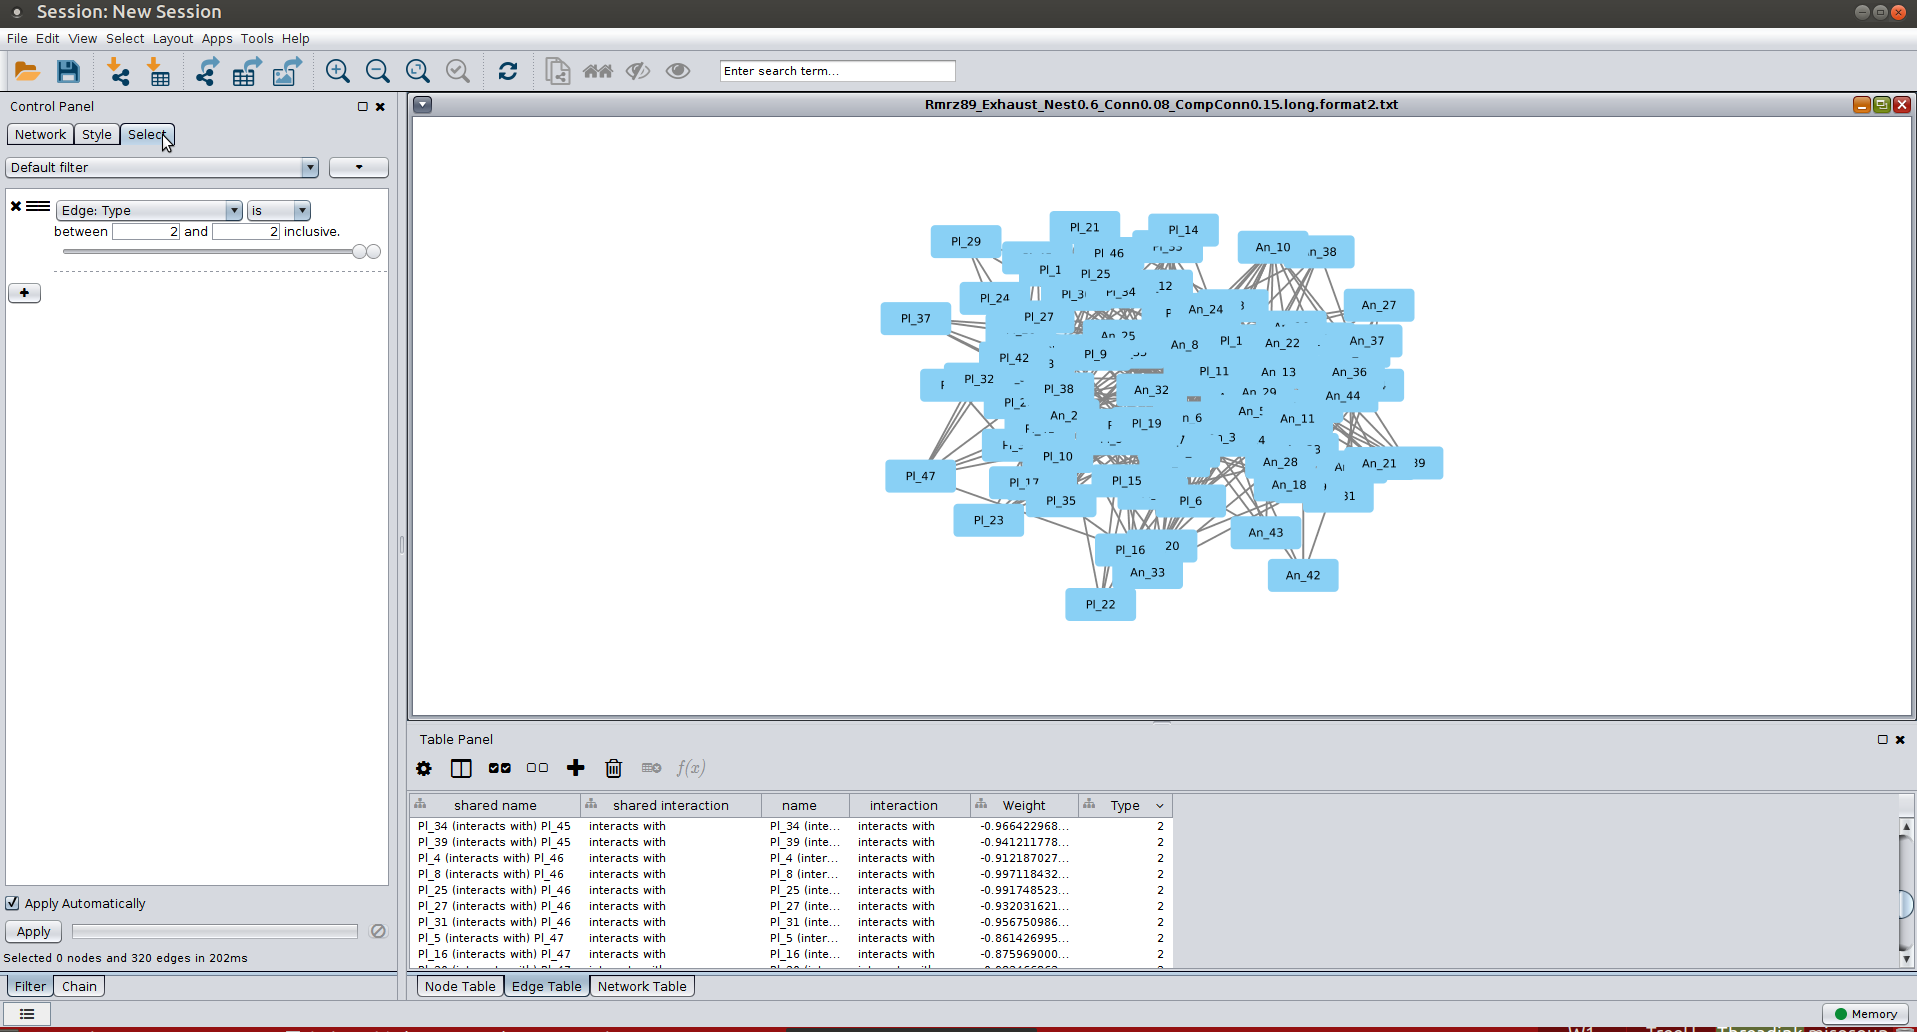 Session: New Session
File Edit View Select Layout Apps Tools Help
Enter search term...
Control Panel
Network Style Select
Default filter
Edge: Type is
between 2 and 2 inclusive.
Apply Automatically
Apply
Selected 0 nodes and 320 edges in 202ms
Filter Chain
Rmrz89_Exhaust_Nest0.6_Conn0.08_CompConn0.15.long.format2.txt
Pl_21
Pl_14
Pl_29
Pl_46
An_10
Pl_1
Pl_25
Pl_24
Pl_34
12
An_27
Pl_37
Pl_27
An_24
An_25
An_8
Pl_1
An_22
An_37
Pl_42
Pl_9
Pl_32
Pl_11
An_13
An_36
Pl_38
An_32
An_29
An_44
An_2
Pl_19
An_11
Pl_10
An_28
An_21
39
Pl_47
Pl_17
Pl_15
An_18
31
Pl_35
Pl_6
Pl_23
An_43
Pl_16
20
An_33
An_42
Pl_22
Table Panel
f(x)
shared name shared interaction name interaction Weight Type
Pl_34 (interacts with) Pl_45 interacts with Pl_34 (inte... interacts with -0.966422968... 2
Pl_39 (interacts with) Pl_45 interacts with Pl_39 (inte... interacts with -0.941211778... 2
Pl_4 (interacts with) Pl_46 interacts with Pl_4 (inter... interacts with -0.912187027... 2
Pl_8 (interacts with) Pl_46 interacts with Pl_8 (inter... interacts with -0.997118432... 2
Pl_25 (interacts with) Pl_46 interacts with Pl_25 (inte... interacts with -0.991748523... 2
Pl_27 (interacts with) Pl_46 interacts with Pl_27 (inte... interacts with -0.932031621... 2
Pl_31 (interacts with) Pl_46 interacts with Pl_31 (inte... interacts with -0.956750986... 2
Pl_5 (interacts with) Pl_47 interacts with Pl_5 (inter... interacts with -0.861426995... 2
Pl_16 (interacts with) Pl_47 interacts with Pl_16 (inte... interacts with -0.875969000... 2
Node Table Edge Table Network Table
Memory